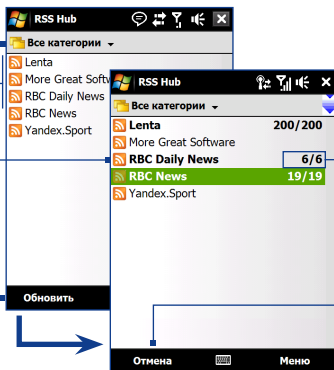 RSS Hub
Все категории
Lenta
More Great Softw
RBC Daily News
RBC News
Yandex.Sport
Обновить
RSS Hub
Все категории
Lenta 200/200
More Great Software
RBC Daily News 6/6
RBC News 19/19
Yandex.Sport
Отмена Меню